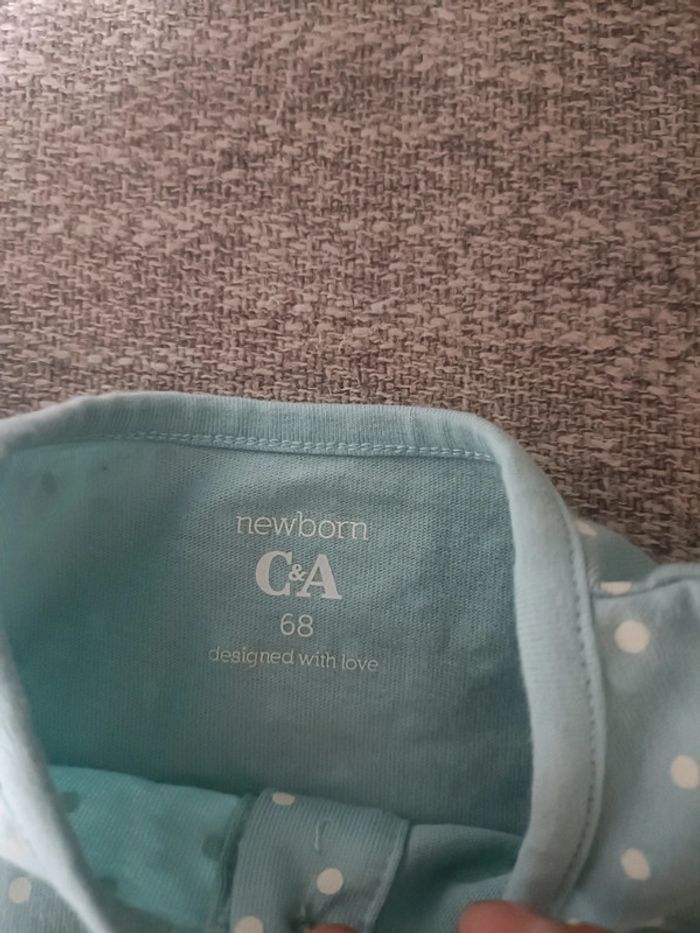 newborn
C&A
68
designed with love